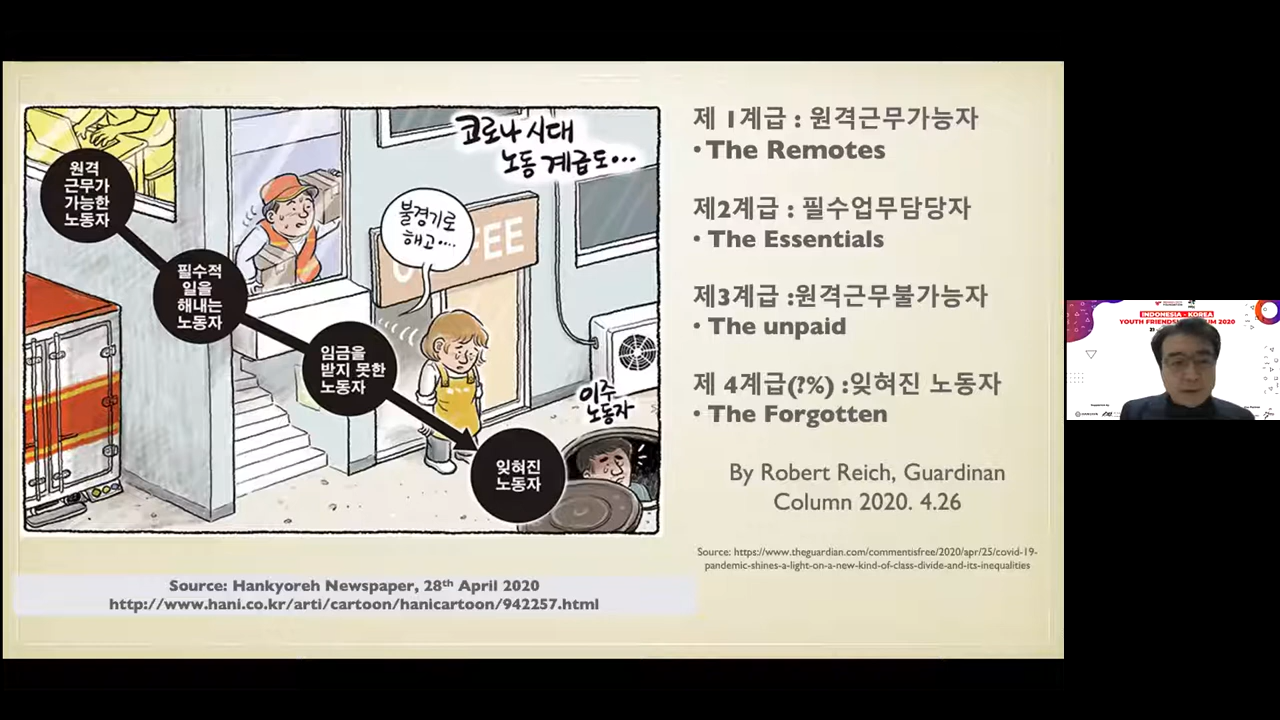 코로나 시대
노동 계급도...
원격
근무가
가능한
노동자
필수적
일을
해내는
노동자
불경기로
해고....
FEE
임금을
받지 못한
노동자
이주
노동자
잊혀진
노동자
Source: Hankyoreh Newspaper, 28th April 2020
http://www.hani.co.kr/arti/cartoon/hanicartoon/942257.html
제 1계급 : 원격근무가능자
• The Remotes
제2계급 : 필수업무담당자
• The Essentials
제3계급 :원격근무불가능자
• The unpaid
제 4계급(?%) :잊혀진 노동자
• The Forgotten
By Robert Reich, Guardinan
Column 2020. 4.26
Source: https://www.theguardian.com/commentisfree/2020/apr/25/covid-19-
pandemic-shines-a-light-on-a-new-kind-of-class-divide-and-its-inequalities
INDONESIA - KOREA
YOUTH FRIENDSHIP FORUM 2020